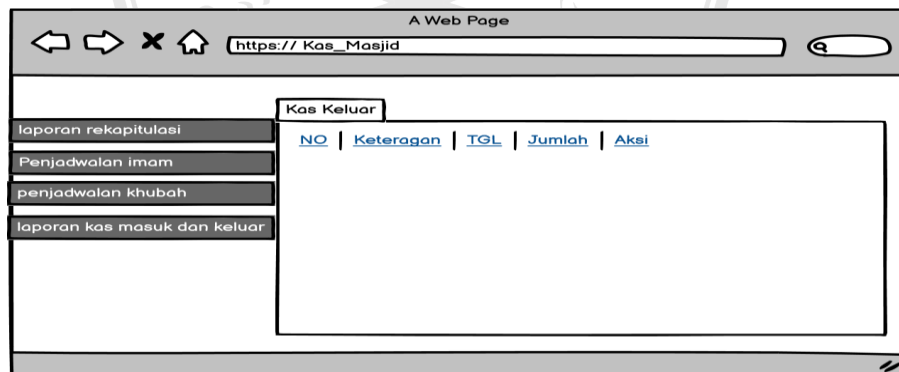 A Web Page
https:// Kas_Masjid
Kas Keluar
laporan rekapitulasi
Penjadwalan imam
penjadwalan khubah
laporan kas masuk dan keluar
NO | Keteragan | TGL | Jumlah | Aksi